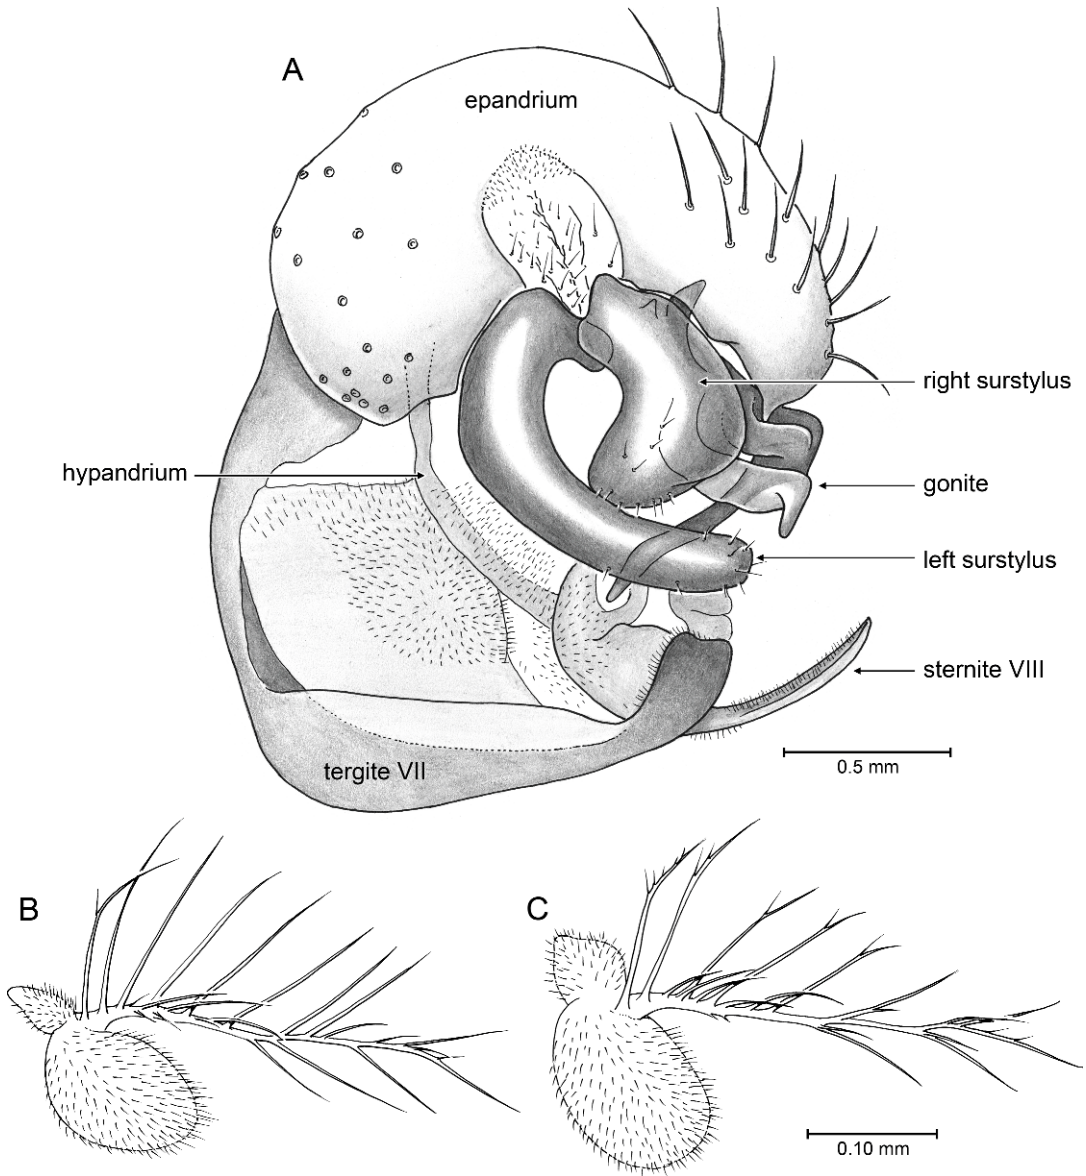 A
epandrium
right surstylus
hypandrium
gonite
left surstylus
sternite VIII
0.5 mm
tergite VII
B
C
0.10 mm